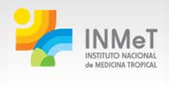 INMeT
INSTITUTO NACIONAL
de MEDICINA TROPICAL